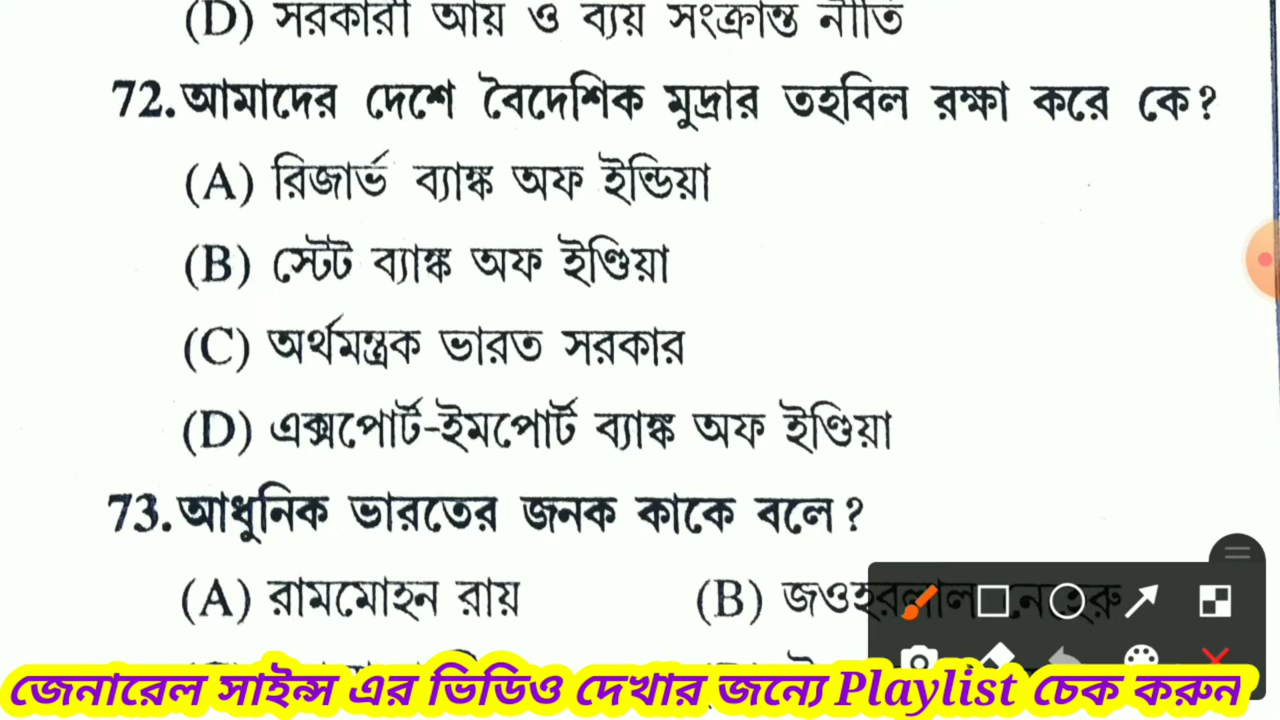 (D) সরকারী আয় ও ব্যয় সংক্রান্ত নীতি
72. আমাদের দেশে বৈদেশিক মুদ্রার তহবিল রক্ষা করে কে?
(A) রিজার্ভ ব্যাঙ্ক অফ ইন্ডিয়া
(B) স্টেট ব্যাঙ্ক অফ ইণ্ডিয়া
(C) অর্থমন্ত্রক ভারত সরকার
(D) এক্সপোর্ট-ইমপোর্ট ব্যাঙ্ক অফ ইণ্ডিয়া
73. আধুনিক ভারতের জনক কাকে বলে?
(A) রামমোহন রায় (B) জওহরলাল নেহেরু
জেনারেল সাইন্স এর ভিডিও দেখার জন্যে Playlist চেক করুন